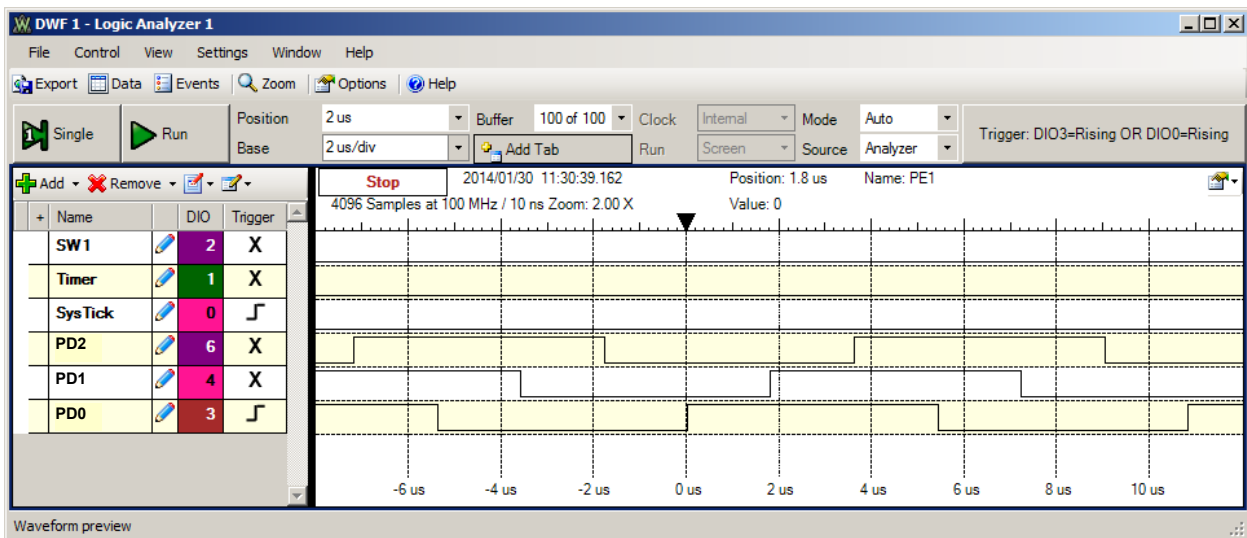 DWF 1 - Logic Analyzer 1
File Control View Settings Window Help
Export Data Events Zoom Options Help
Single Run
Position 2 us Buffer 100 of 100 Clock Internal Mode Auto
Base 2 us/div Add Tab Run Screen Source Analyzer
Trigger: DIO3=Rising OR DIO0=Rising
Add Remove
Stop 2014/01/30 11:30:39.162 Position: 1.8 us Name: PE1
4096 Samples at 100 MHz / 10 ns Zoom: 2.00 X Value: 0
+ Name DIO Trigger
SW1 2 X
Timer 1 X
SysTick 0
PD2 6 X
PD1 4 X
PD0 3
-6 us -4 us -2 us 0 us 2 us 4 us 6 us 8 us 10 us
Waveform preview